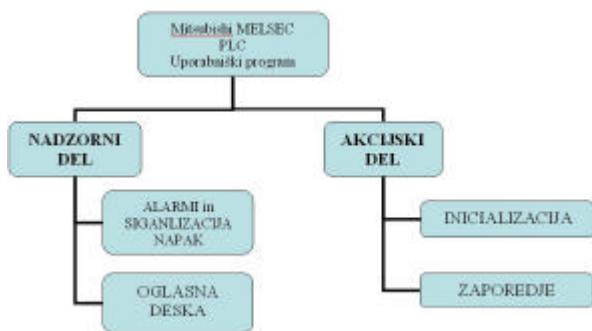 Mitsubishi MELSEC
PLC
Uporabniški program
NADZORNI
DEL
ALARMI in
SIGANLIZACIJA
NAPAK
OGLASNA
DESKA
AKCIJSKI
DEL
INICIALIZACIJA
ZAPOREDJE